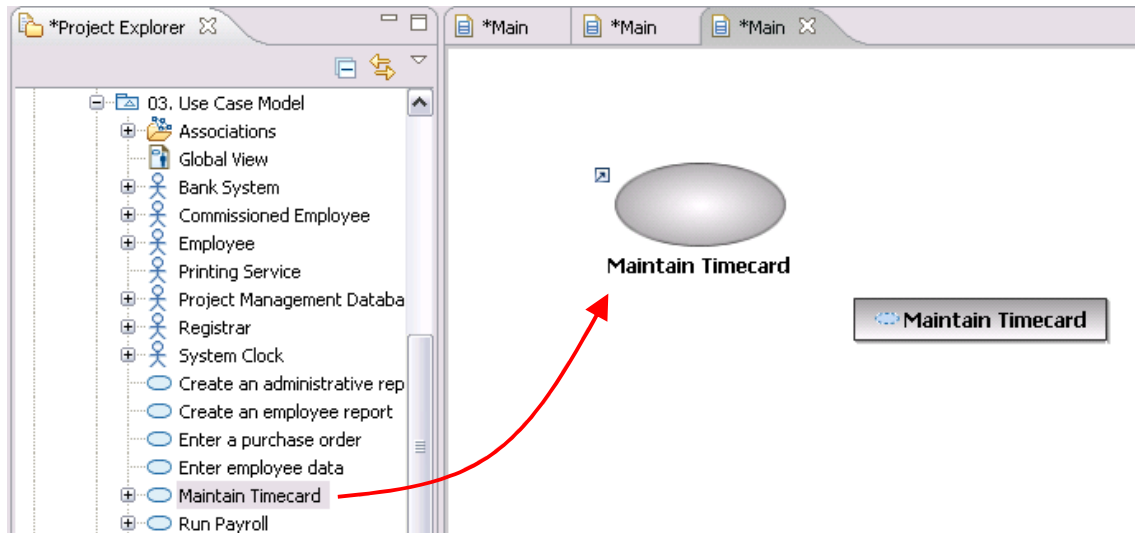 *Project Explorer
*Main
*Main
*Main
03. Use Case Model
Associations
Global View
Bank System
Commissioned Employee
Employee
Printing Service
Project Management Databa
Registrar
System Clock
Create an administrative rep
Create an employee report
Enter a purchase order
Enter employee data
Maintain Timecard
Run Payroll
Maintain Timecard
Maintain Timecard